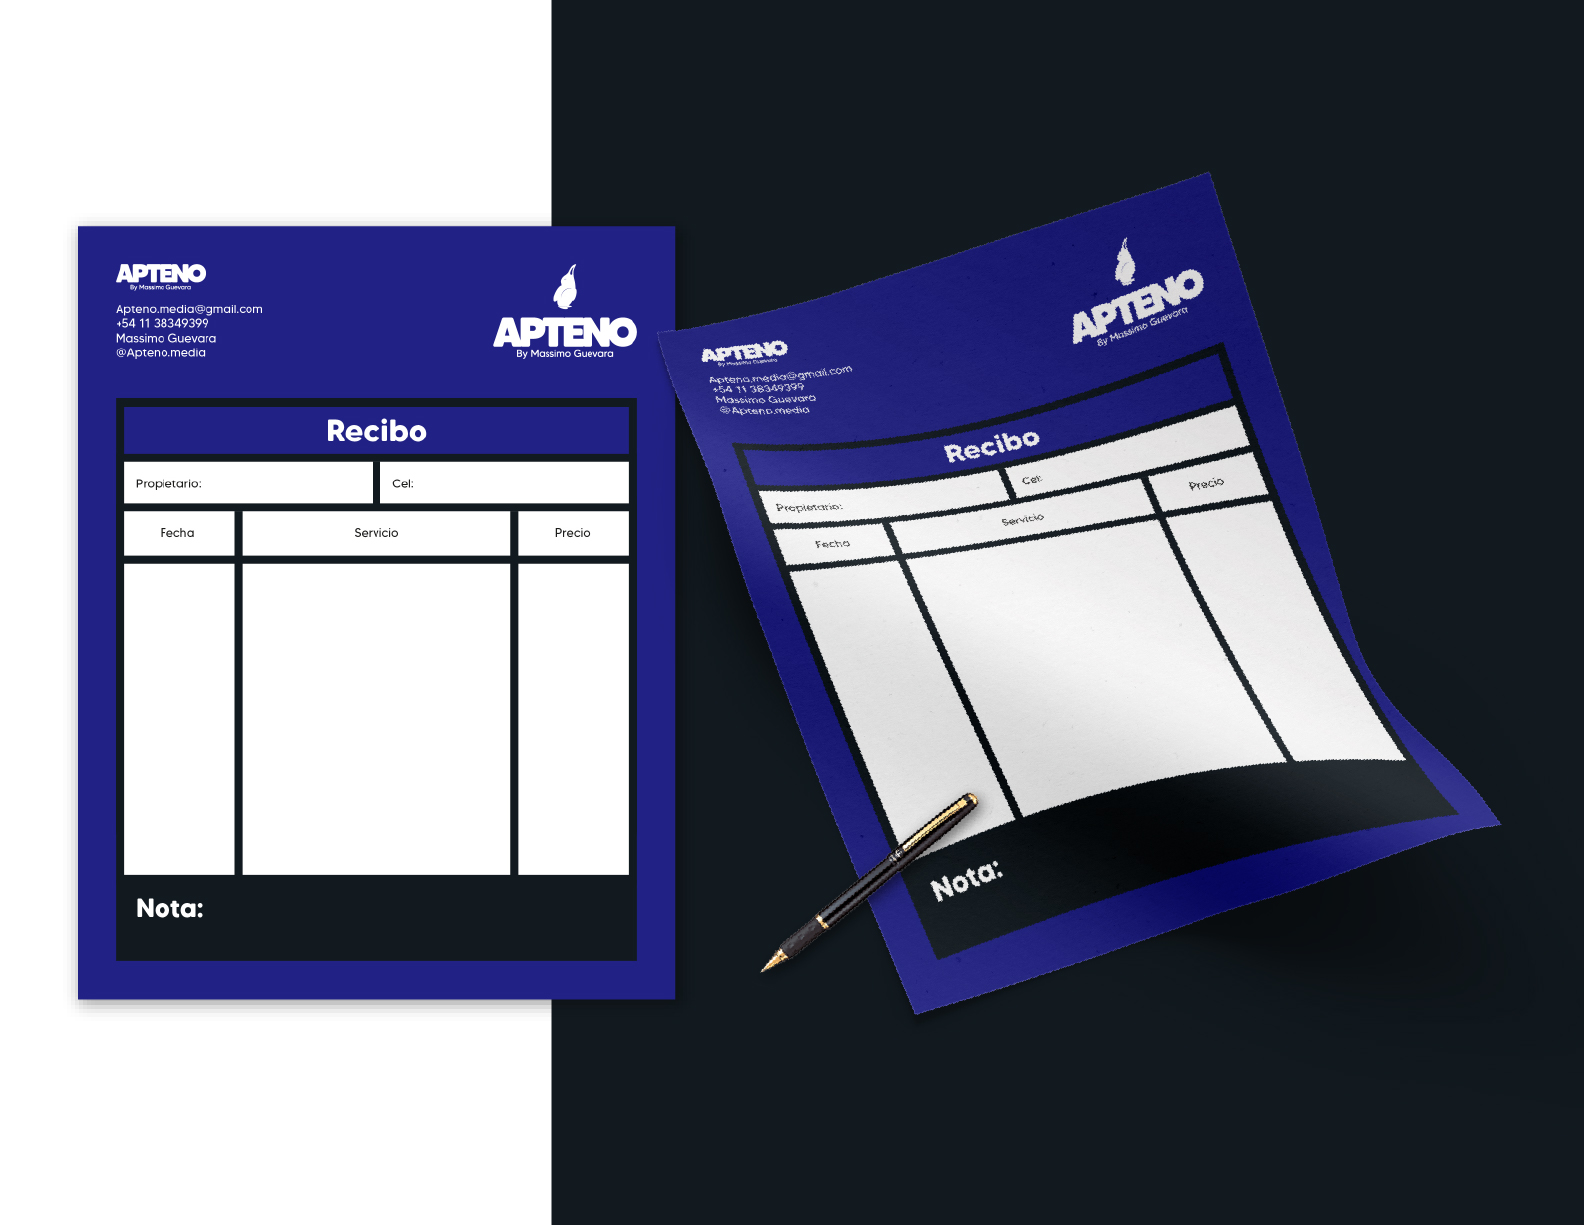 APTENO
By Massimo Guevara
Apteno.media@gmail.com
+54 11 38349399
Massimo Guevara
@Apteno.media
APTENO
By Massimo Guevara
Recibo
Propietario:
Cel:
Fecha
Servicio
Precio
Nota:
APTENO
By Massimo Guevara
Apteno.media@gmail.com
+54 11 38349399
Massimo Guevara
@Apteno.media
APTENO
By Massimo Guevara
Recibo
Propietario:
Cel:
Fecha
Servicio
Precio
Nota: